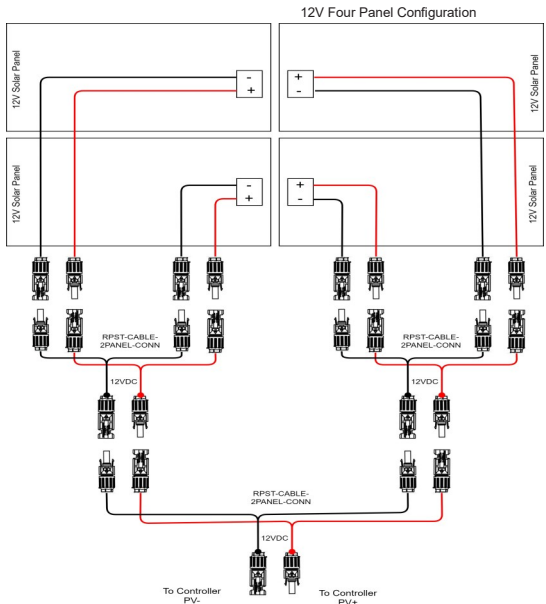 12V Four Panel Configuration
12V Solar Panel
-
+
+
-
12V Solar Panel
12V Solar Panel
-
+
+
-
12V Solar Panel
RPST-CABLE-
2PANEL-CONN
12VDC
RPST-CABLE-
2PANEL-CONN
12VDC
RPST-CABLE-
2PANEL-CONN
12VDC
To Controller
PV-
To Controller
PV+